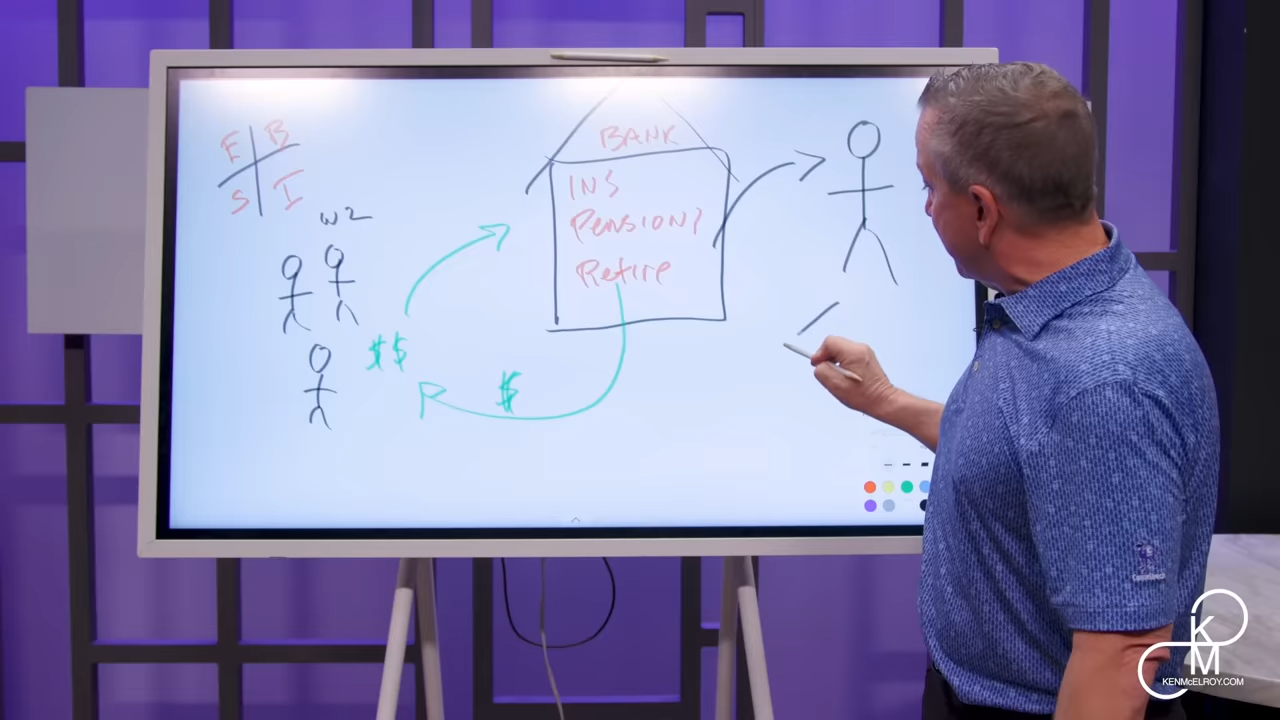 E B
S I
W2
$$
$
BANK
INS
PENSION?
Retire
KM
KENMCELROY.COM